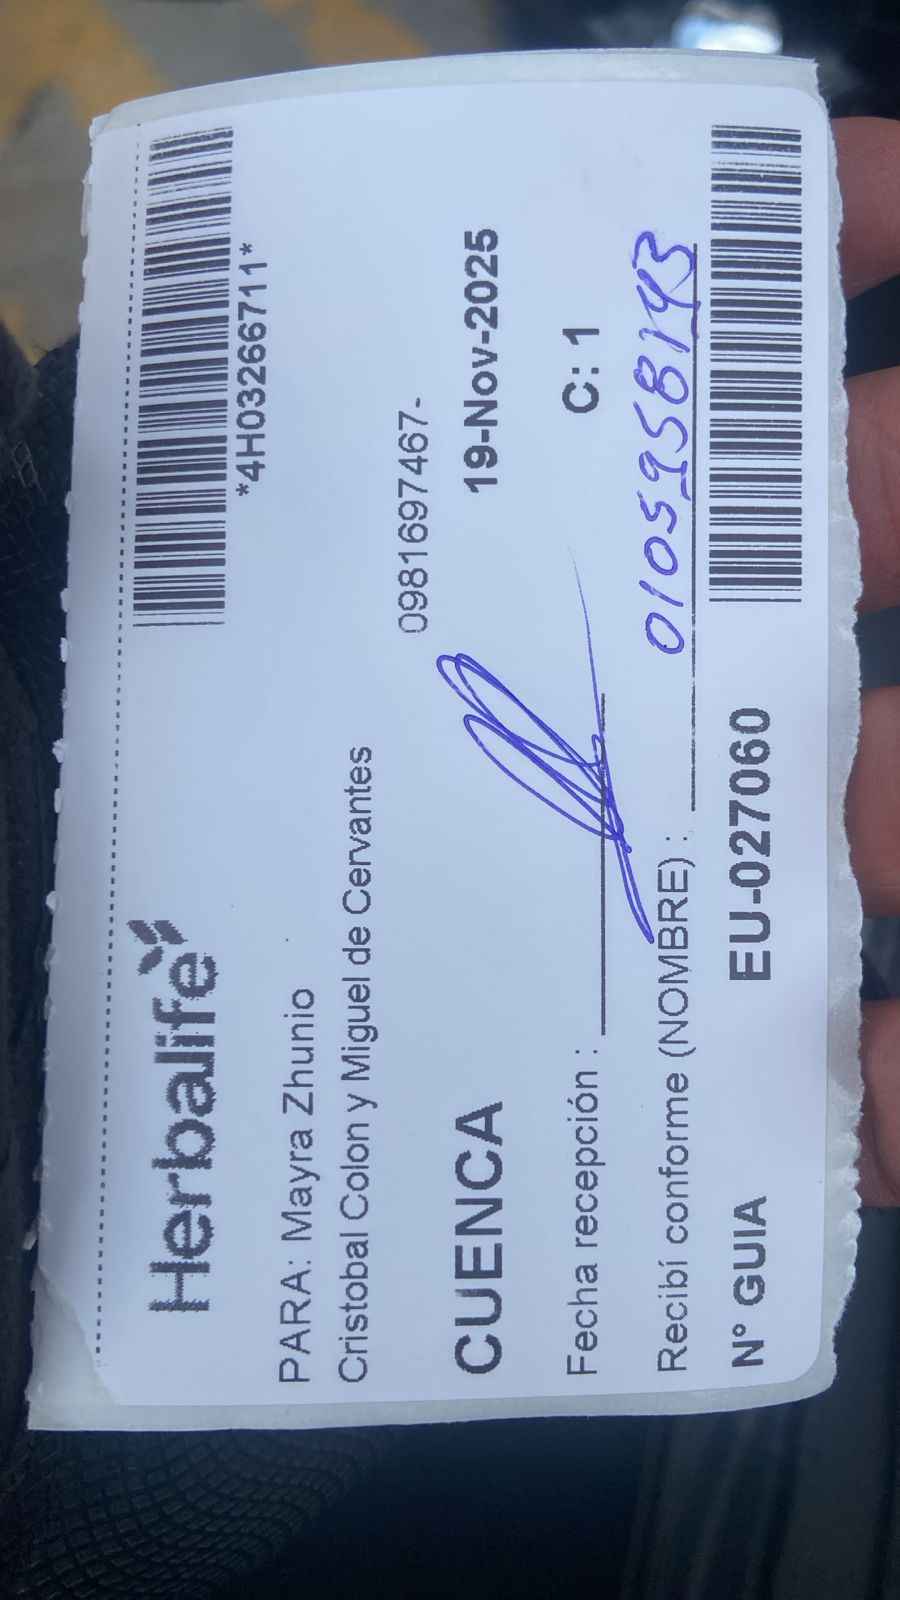 Herbalife
*4H03266711*
PARA: Mayra Zhunio
Cristobal Colon y Miguel de Cervantes
0981697467-
CUENCA
19-Nov-2025
Fecha recepción :
C: 1
Recibí conforme (NOMBRE) : 0105958143
N° GUIA EU-027060